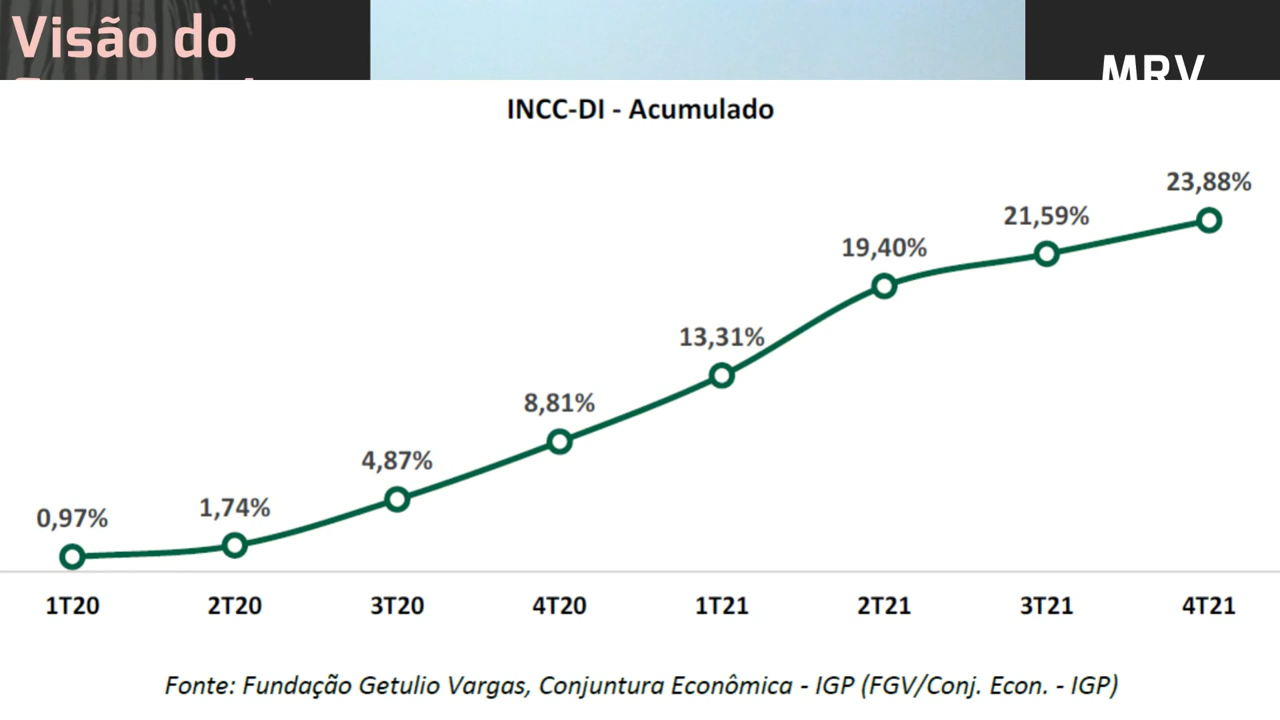 Visão do
MRV
INCC-DI - Acumulado
0,97%
1,74%
4,87%
8,81%
13,31%
19,40%
21,59%
23,88%
1T20 2T20 3T20 4T20 1T21 2T21 3T21 4T21
Fonte: Fundação Getulio Vargas, Conjuntura Econômica - IGP (FGV/Conj. Econ. - IGP)